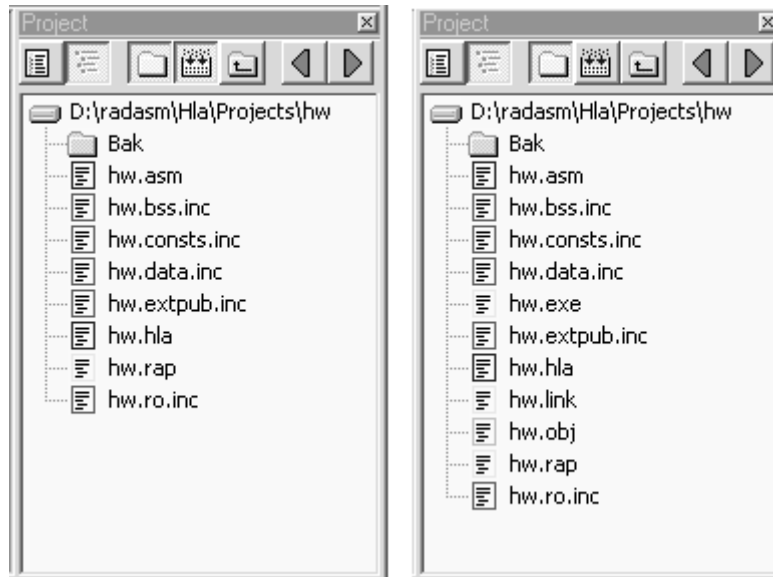 Project
D:\radasm\Hla\Projects\hw
Bak
hw.asm
hw.bss.inc
hw.consts.inc
hw.data.inc
hw.extpub.inc
hw.hla
hw.rap
hw.ro.inc
Project
D:\radasm\Hla\Projects\hw
Bak
hw.asm
hw.bss.inc
hw.consts.inc
hw.data.inc
hw.exe
hw.extpub.inc
hw.hla
hw.link
hw.obj
hw.rap
hw.ro.inc